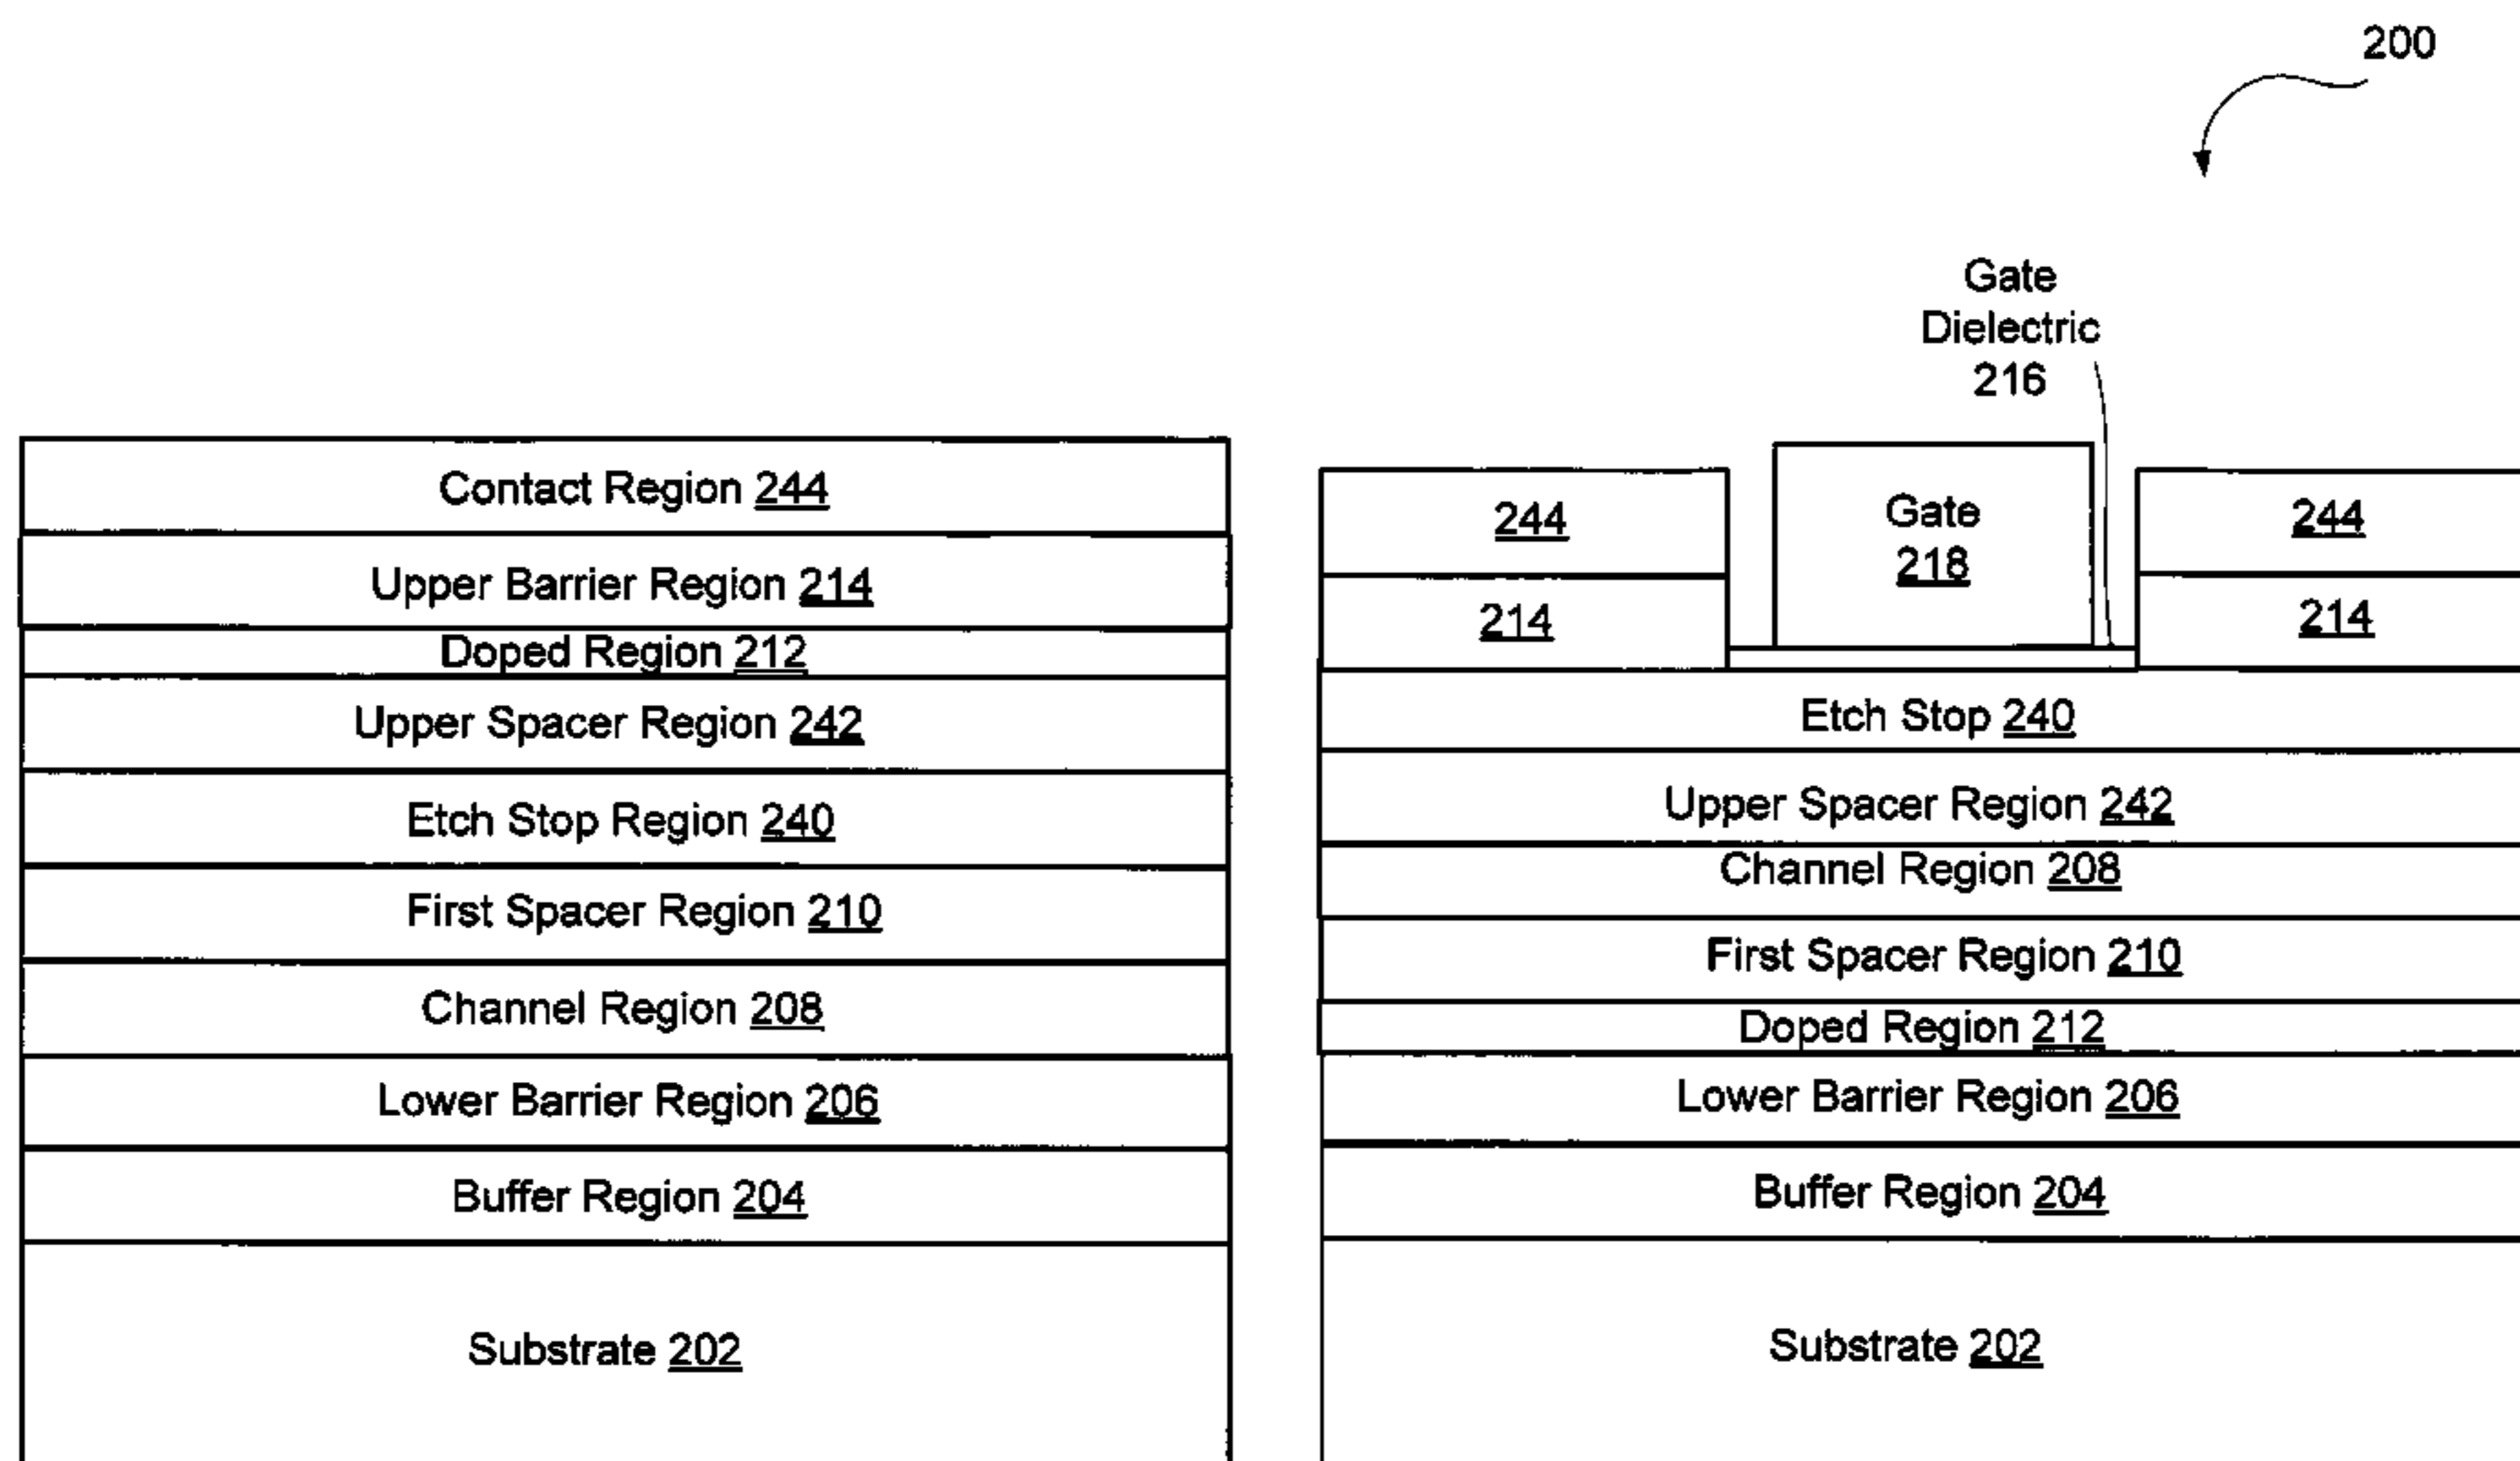 200
Contact Region 244
Upper Barrier Region 214
Doped Region 212
Upper Spacer Region 242
Etch Stop Region 240
First Spacer Region 210
Channel Region 208
Lower Barrier Region 206
Buffer Region 204
Substrate 202
Gate
Dielectric
216
244
214
Gate
218
244
214
Etch Stop 240
Upper Spacer Region 242
Channel Region 208
First Spacer Region 210
Doped Region 212
Lower Barrier Region 206
Buffer Region 204
Substrate 202